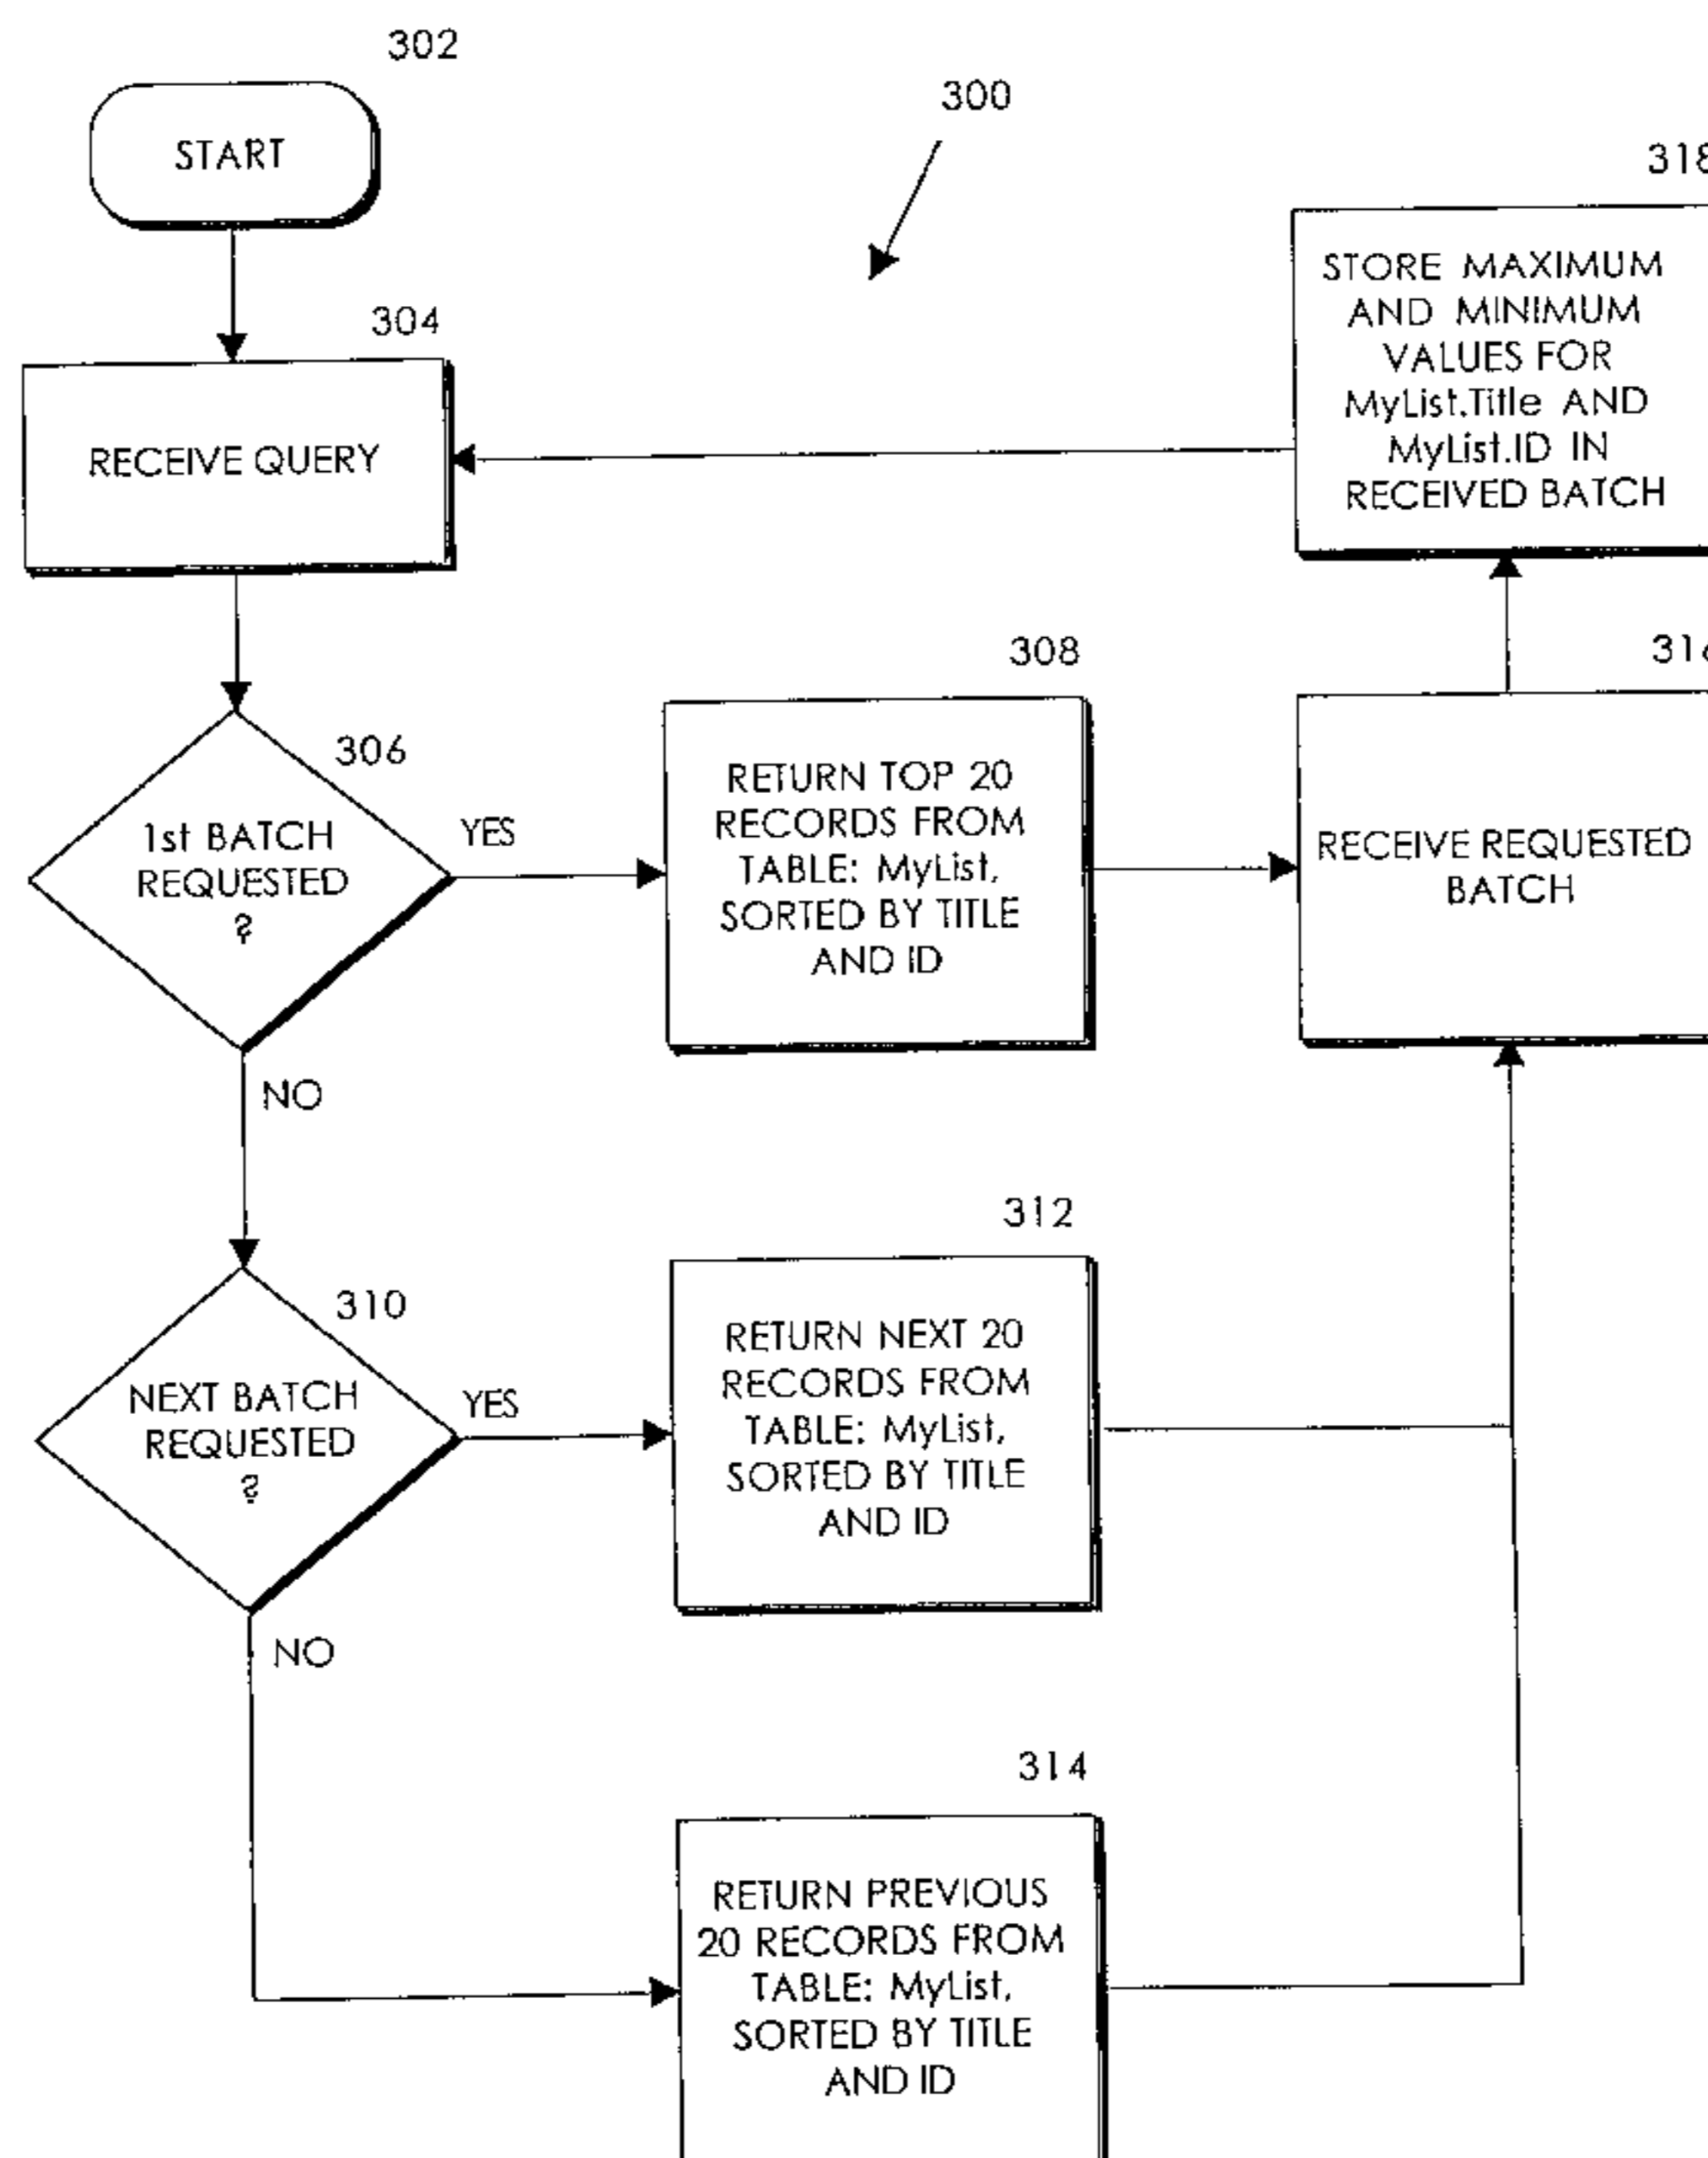 302
START
300
304
RECEIVE QUERY
318
STORE MAXIMUM
AND MINIMUM
VALUES FOR
MyList.Title AND
MyList.ID IN
RECEIVED BATCH
306
1st BATCH
REQUESTED
?
YES
NO
308
RETURN TOP 20
RECORDS FROM
TABLE: MyList,
SORTED BY TITLE
AND ID
316
RECEIVE REQUESTED
BATCH
310
NEXT BATCH
REQUESTED
?
YES
NO
312
RETURN NEXT 20
RECORDS FROM
TABLE: MyList,
SORTED BY TITLE
AND ID
314
RETURN PREVIOUS
20 RECORDS FROM
TABLE: MyList,
SORTED BY TITLE
AND ID